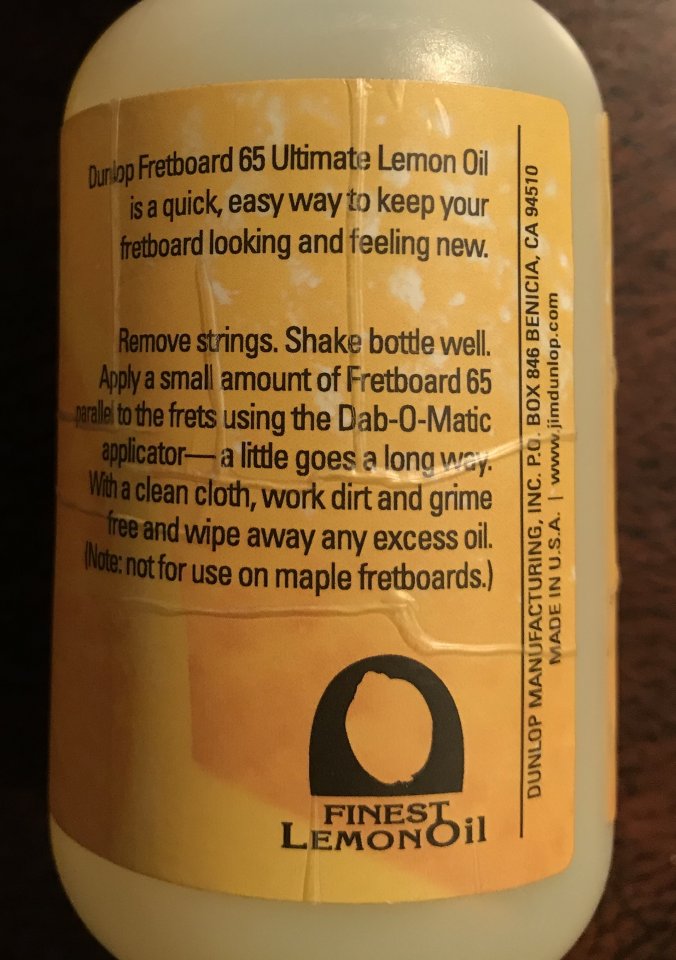 Dunlop Fretboard 65 Ultimate Lemon Oil
is a quick, easy way to keep your
fretboard looking and feeling new.
Remove strings. Shake bottle well.
Apply a small amount of Fretboard 65
parallel to the frets using the Dab-O-Matic
applicator— a little goes a long way.
With a clean cloth, work dirt and grime
free and wipe away any excess oil.
(Note: not for use on maple fretboards.)
FINEST
LEMON Oil
DUNLOP MANUFACTURING, INC. P.O. BOX 846 BENICIA, CA 94510
MADE IN U.S.A. | www.jimdunlop.com